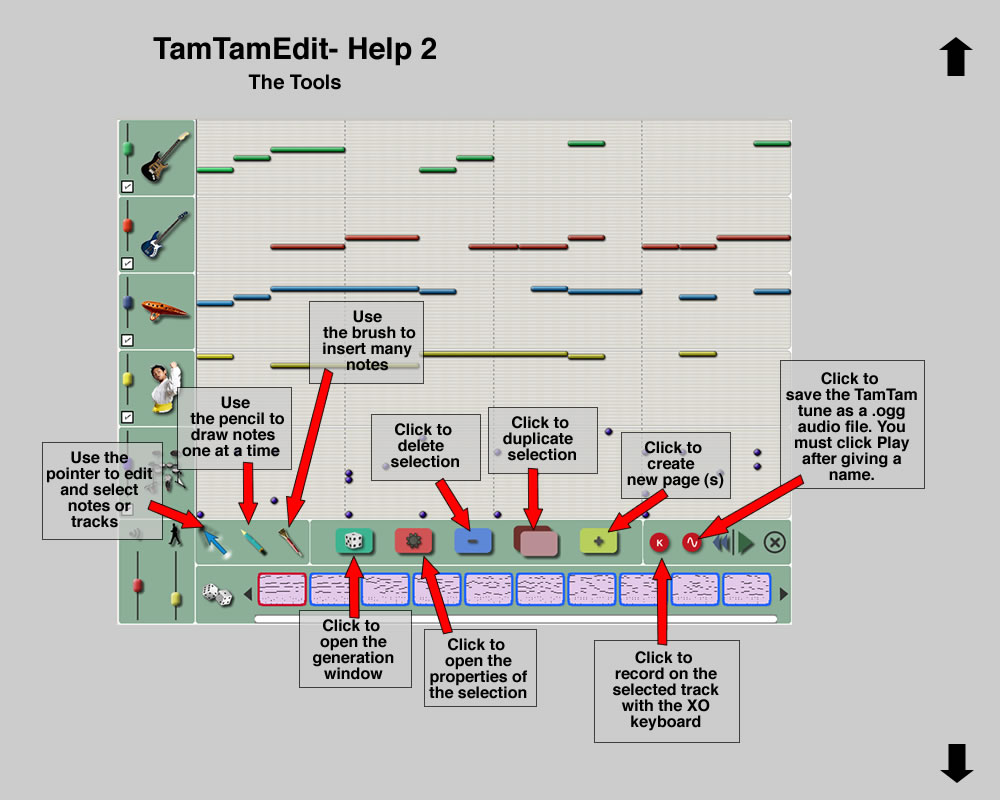 TamTamEdit- Help 2
The Tools
Use
the brush to
insert many
notes
Use
the pencil to
draw notes
one at a time
Use the
pointer to edit
and select
notes or
tracks
Click to
delete
selection
Click to
duplicate
selection
Click to
create
new page (s)
Click to
save the TamTam
tune as a .ogg
audio file. You
must click Play
after giving a
name.
K
Click to
open the
generation
window
Click to
open the
properties of
the selection
Click to
record on the
selected track
with the XO
keyboard